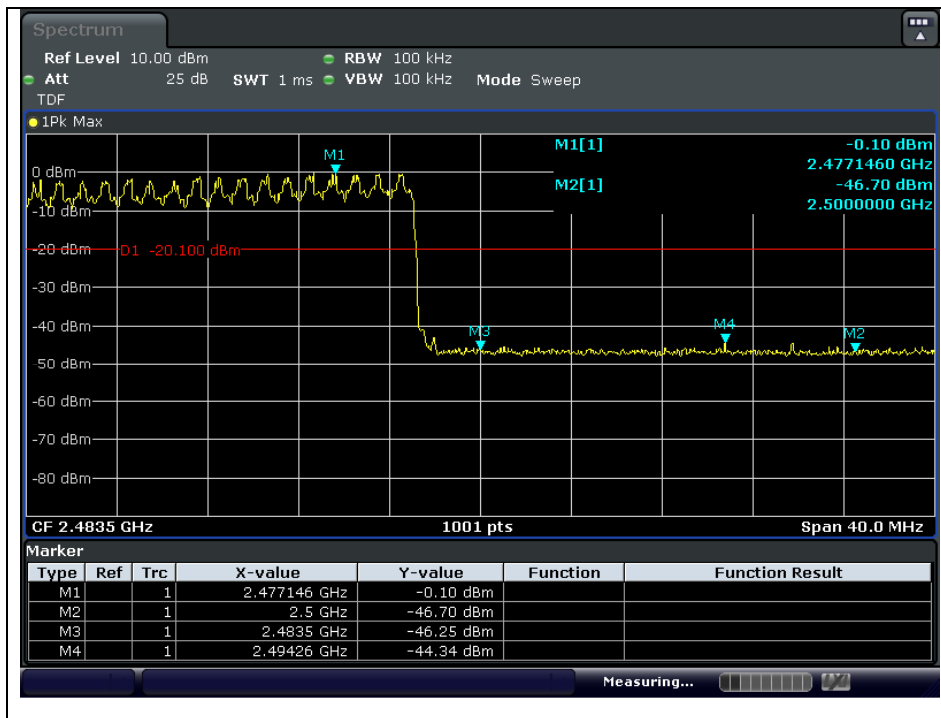 Spectrum
Ref Level 10.00 dBm RBW 100 kHz
Att 25 dB SWT 1 ms VBW 100 kHz Mode Sweep
TDF
1Pk Max
M1[1] -0.10 dBm
2.4771460 GHz
M2[1] -46.70 dBm
2.5000000 GHz
M1
0 dBm
-10 dBm
-20 dBm D1 -20.100 dBm
-30 dBm
-40 dBm
M3 M4 M2
-50 dBm
-60 dBm
-70 dBm
-80 dBm
CF 2.4835 GHz 1001 pts Span 40.0 MHz
Marker
Type Ref Trc X-value Y-value Function Function Result
M1 1 2.477146 GHz -0.10 dBm
M2 1 2.5 GHz -46.70 dBm
M3 1 2.4835 GHz -46.25 dBm
M4 1 2.49426 GHz -44.34 dBm
Measuring...